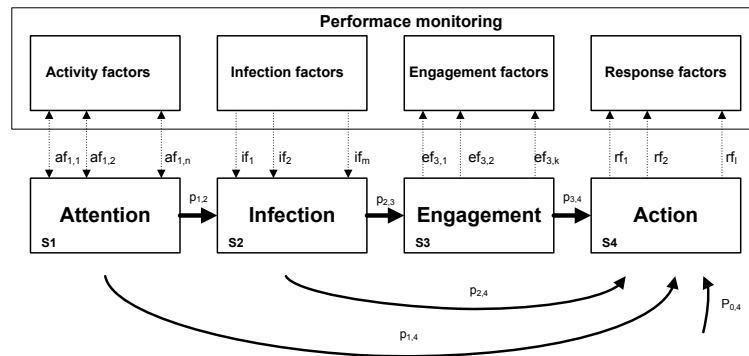 Performace monitoring
Activity factors
Infection factors
Engagement factors
Response factors
af1,1
af1,2
af1,n
if1
if2
ifm
ef3,1
ef3,2
ef3,k
rf1
rf2
rfl
Attention
S1
p1,2
Infection
S2
p2,3
Engagement
S3
p3,4
Action
S4
p2,4
p1,4
P0,4